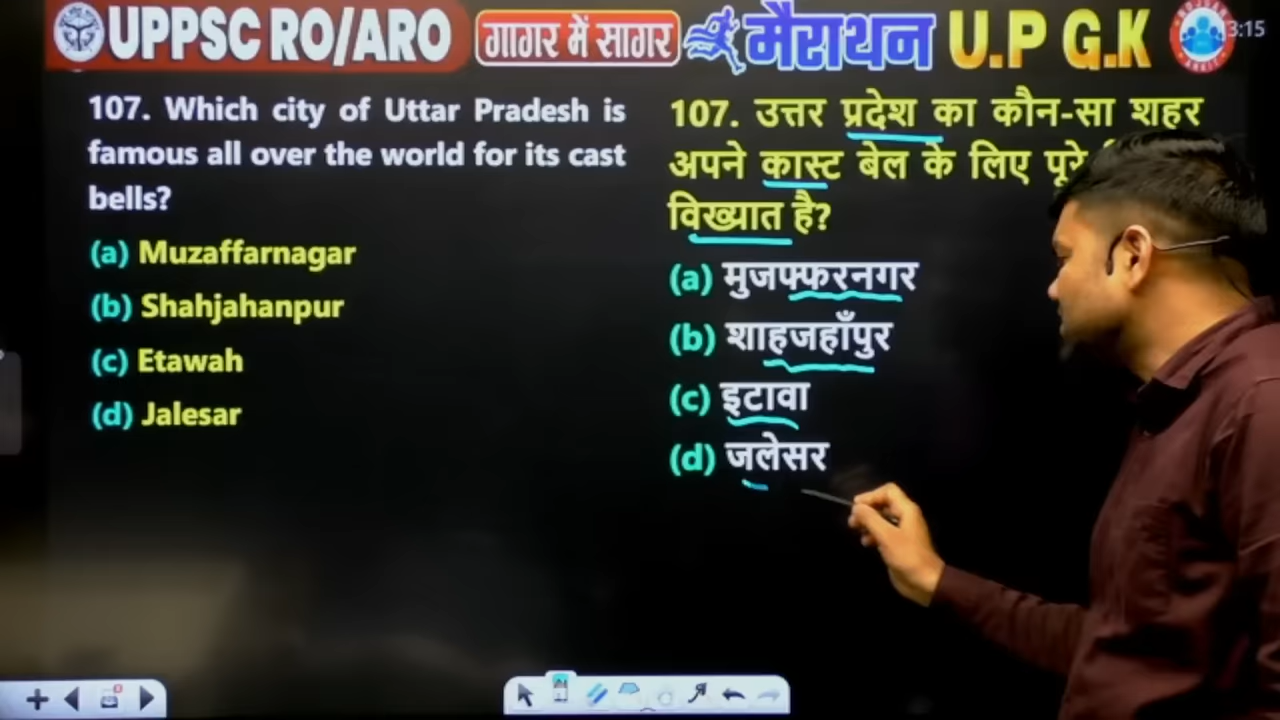 UPPSC RO/ARO
गागर में सागर
मैराथन U.P G.K
3:15
107. Which city of Uttar Pradesh is
famous all over the world for its cast
bells?
(a) Muzaffarnagar
(b) Shahjahanpur
(c) Etawah
(d) Jalesar
107. उत्तर प्रदेश का कौन-सा शहर
अपने कास्ट बेल के लिए पूरे
विख्यात है?
(a) मुजफ्फरनगर
(b) शाहजहाँपुर
(c) इटावा
(d) जलेसर